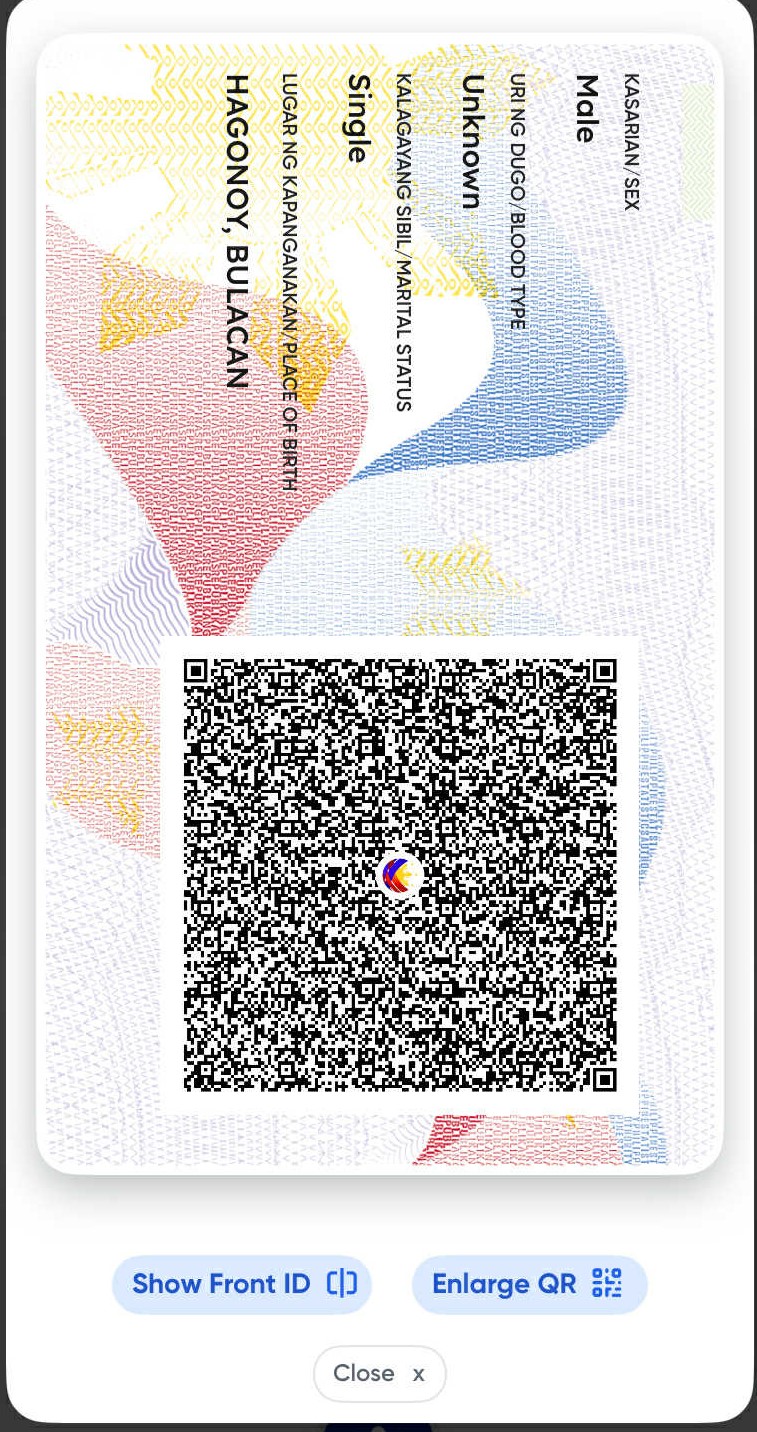 KASARIAN/SEX
Male
URI NG DUGO/BLOOD TYPE
Unknown
KALAGAYANG SIBIL/MARITAL STATUS
Single
LUGAR NG KAPANGANAKAN/PLACE OF BIRTH
HAGONOY, BULACAN
Show Front ID
Enlarge QR
Close x